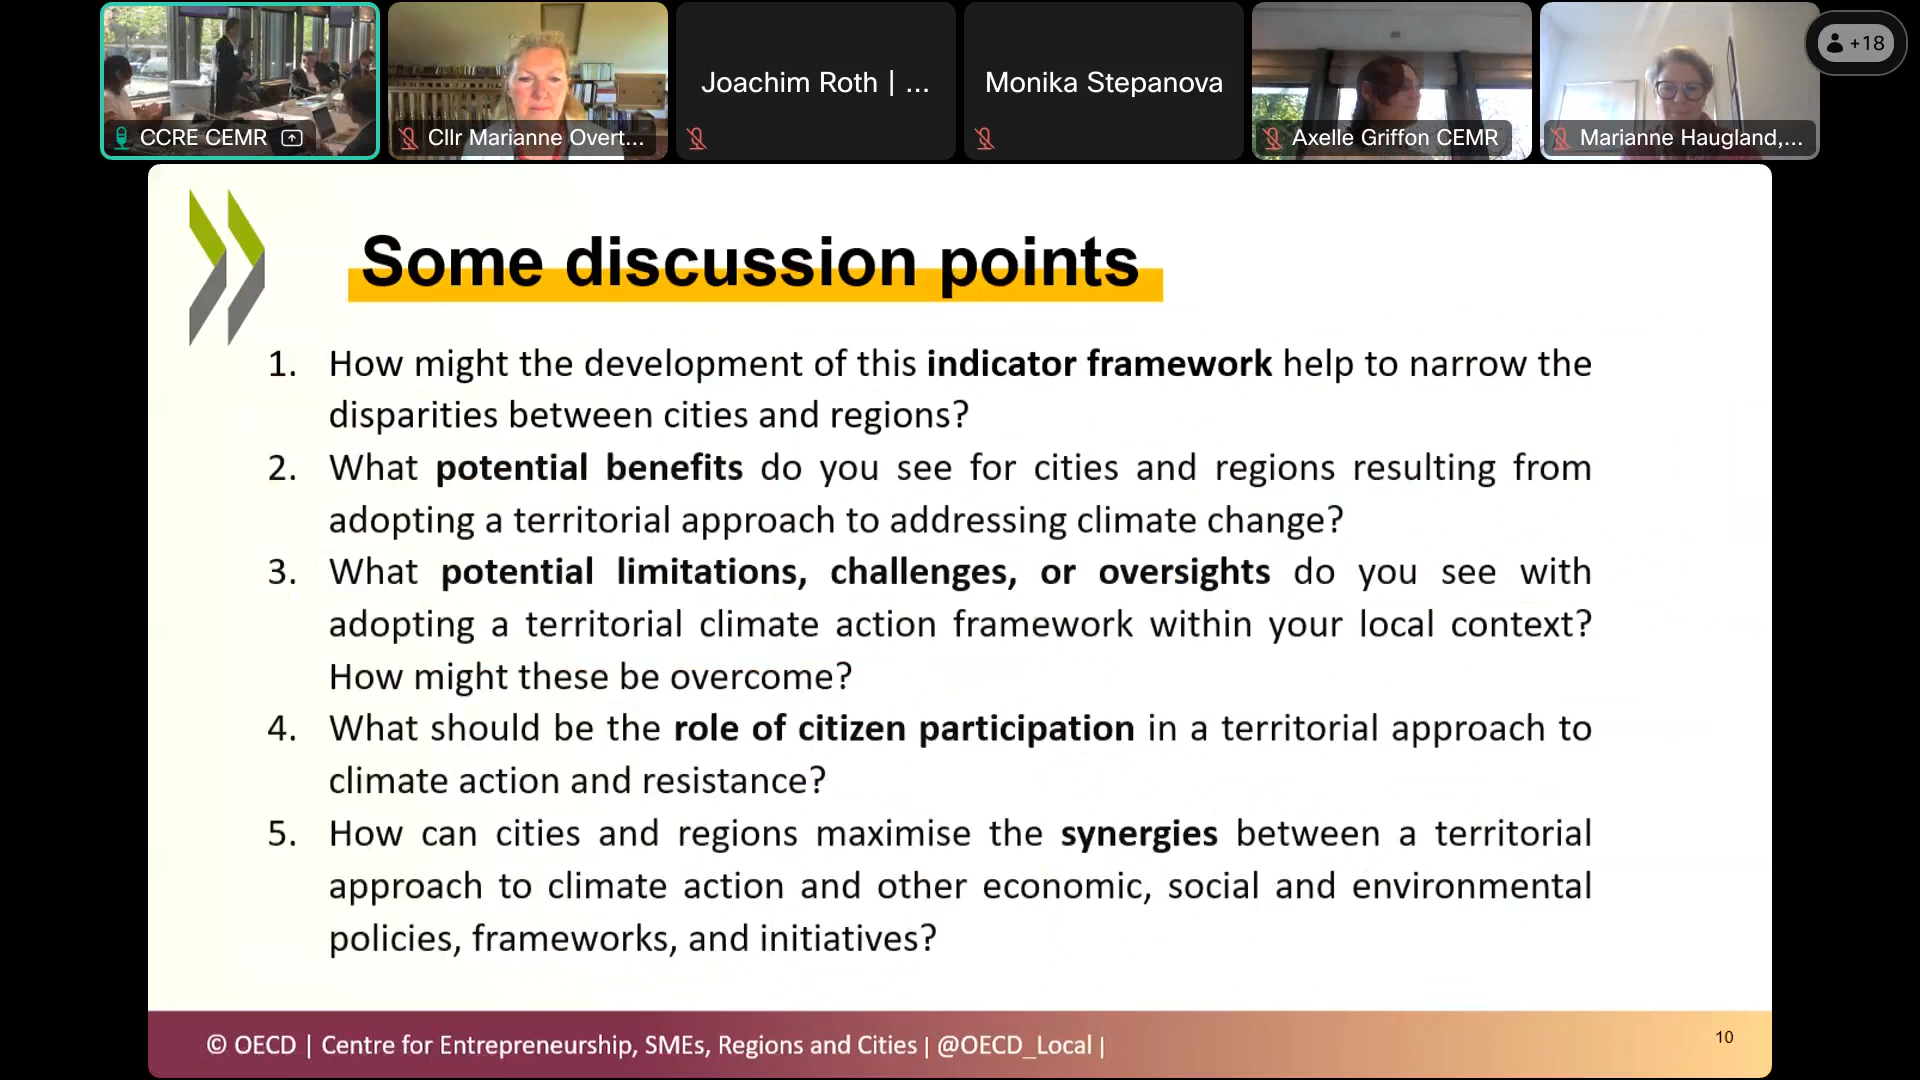 CCRE CEMR
Cllr Marianne Overt...
Joachim Roth | ...
Monika Stepanova
Axelle Griffon CEMR
Marianne Haugland,...
+18
Some discussion points
1. How might the development of this indicator framework help to narrow the
disparities between cities and regions?
2. What potential benefits do you see for cities and regions resulting from
adopting a territorial approach to addressing climate change?
3. What potential limitations, challenges, or oversights do you see with
adopting a territorial climate action framework within your local context?
How might these be overcome?
4. What should be the role of citizen participation in a territorial approach to
climate action and resistance?
5. How can cities and regions maximise the synergies between a territorial
approach to climate action and other economic, social and environmental
policies, frameworks, and initiatives?
© OECD | Centre for Entrepreneurship, SMEs, Regions and Cities | @OECD_Local |
10